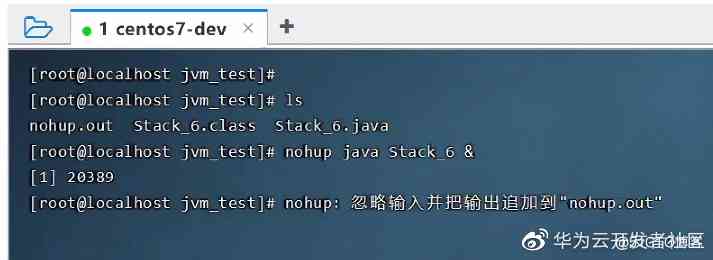 1 centos7-dev × +
[root@localhost jvm_test]#
[root@localhost jvm_test]# ls
nohup.out  Stack_6.class  Stack_6.java
[root@localhost jvm_test]# nohup java Stack_6 &
[1] 20389
[root@localhost jvm_test]# nohup: 忽略输入并把输出追加到"nohup.out"
华为云开发者社区